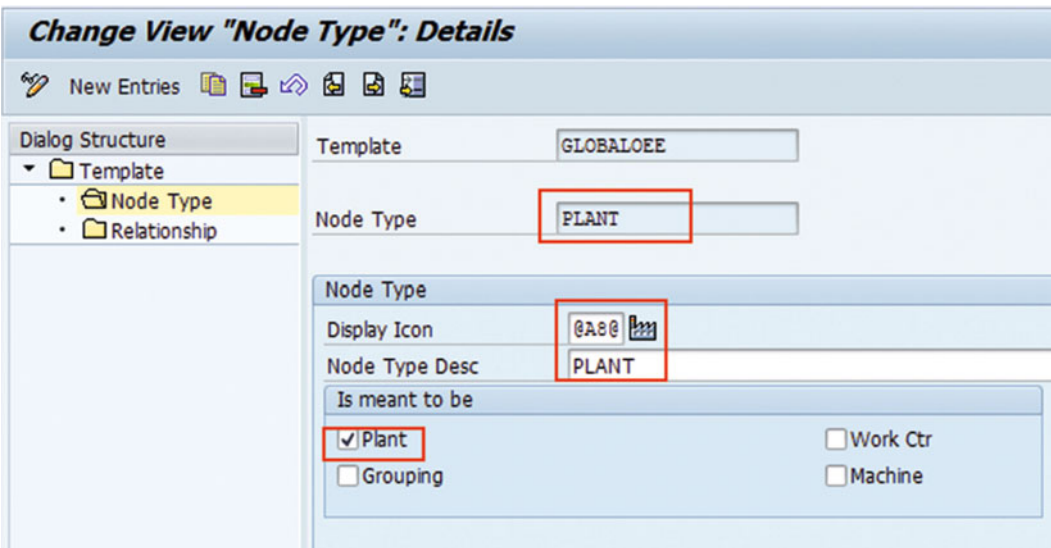 Change View "Node Type": Details
New Entries
Dialog Structure
Template
Node Type
Relationship
Template GLOBALOEE
Node Type PLANT
Node Type
Display Icon @A8@
Node Type Desc PLANT
Is meant to be
Plant Work Ctr
Grouping Machine